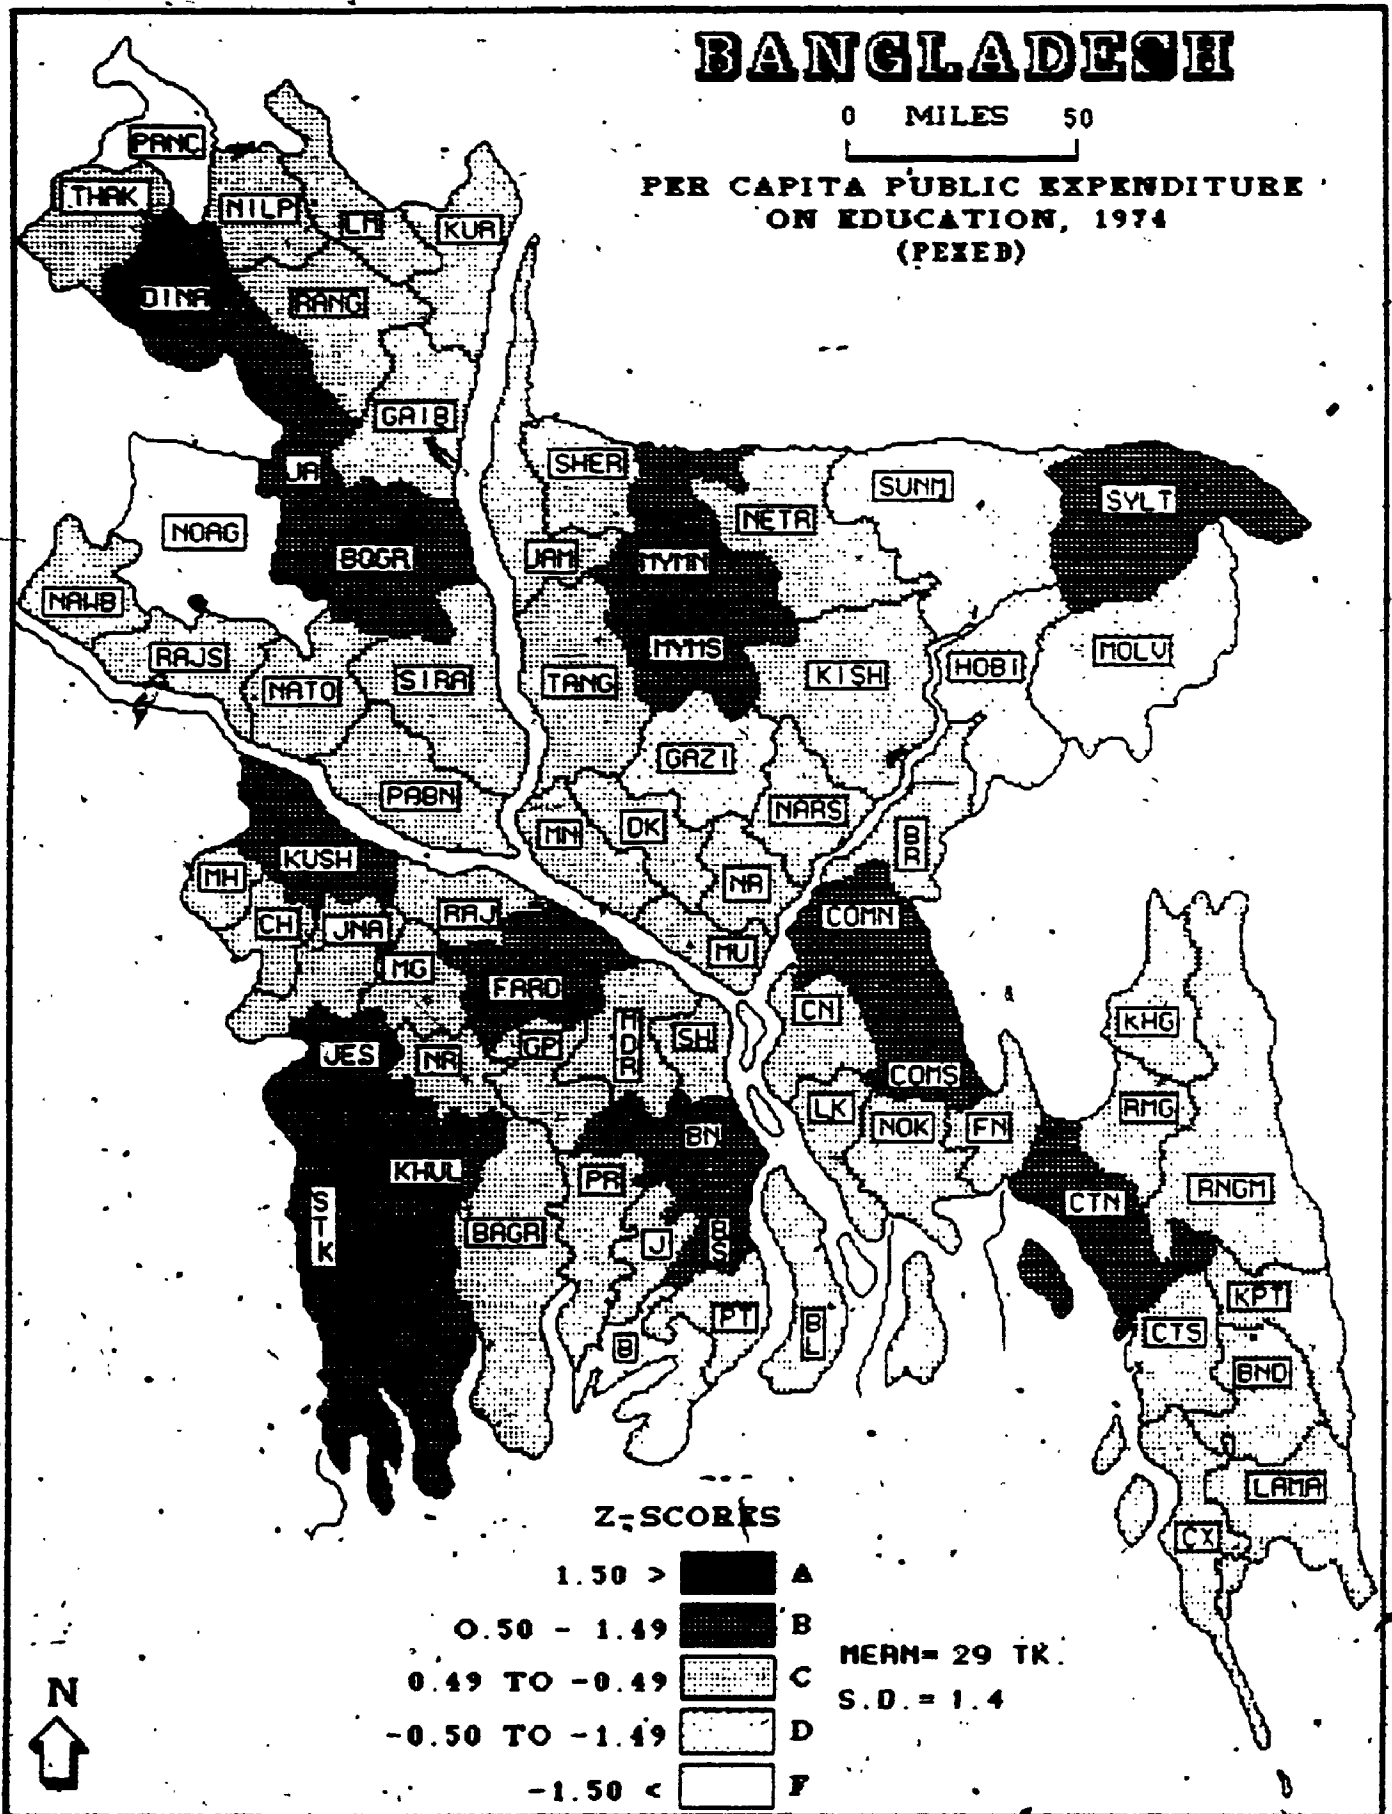 BANGLADESH
0 MILES 50
PER CAPITA PUBLIC EXPENDITURE
ON EDUCATION, 1974
(PEXED)
PANC
THAK
NILP
LM
KUR
DINA
RANG
GAIB
JA
SHER
SUNM
SYLT
NETR
NOAG
BOGR
JAM
MYMN
NAWB
RAJS
MYMS
MOLV
NATO
SIRA
TANG
KISH
HOBI
GAZI
PABN
NARS
MN
DK
BR
KUSH
MH
NA
CH
JNA
RAJ
COMN
MU
MG
FARD
CN
KHG
MDR
SH
JES
NR
GP
COMS
LK
NOK
FN
RMG
BN
KHUL
PR
CTN
RNGM
STK
BAGR
J
BS
KPT
PT
BL
CTS
B
BND
LAMA
CX
Z-SCORES
1.50 > A
0.50 - 1.49 B
0.49 TO -0.49 C
-0.50 TO -1.49 D
-1.50 < F
MEAN= 29 TK.
S.D.= 1.4
N